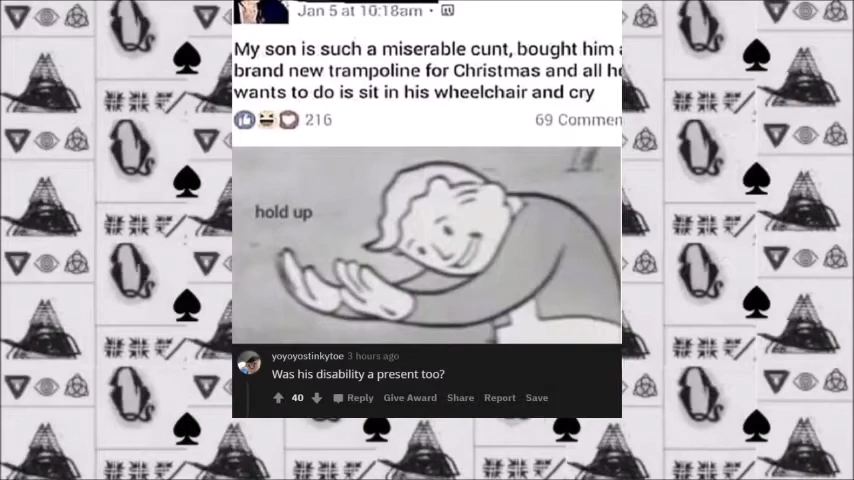 Jan 5 at 10:18am
My son is such a miserable cunt, bought him a
brand new trampoline for Christmas and all he
wants to do is sit in his wheelchair and cry
216 69 Commen
hold up
yoyoyostinkytoe 3 hours ago
Was his disability a present too?
40 Reply Give Award Share Report Save